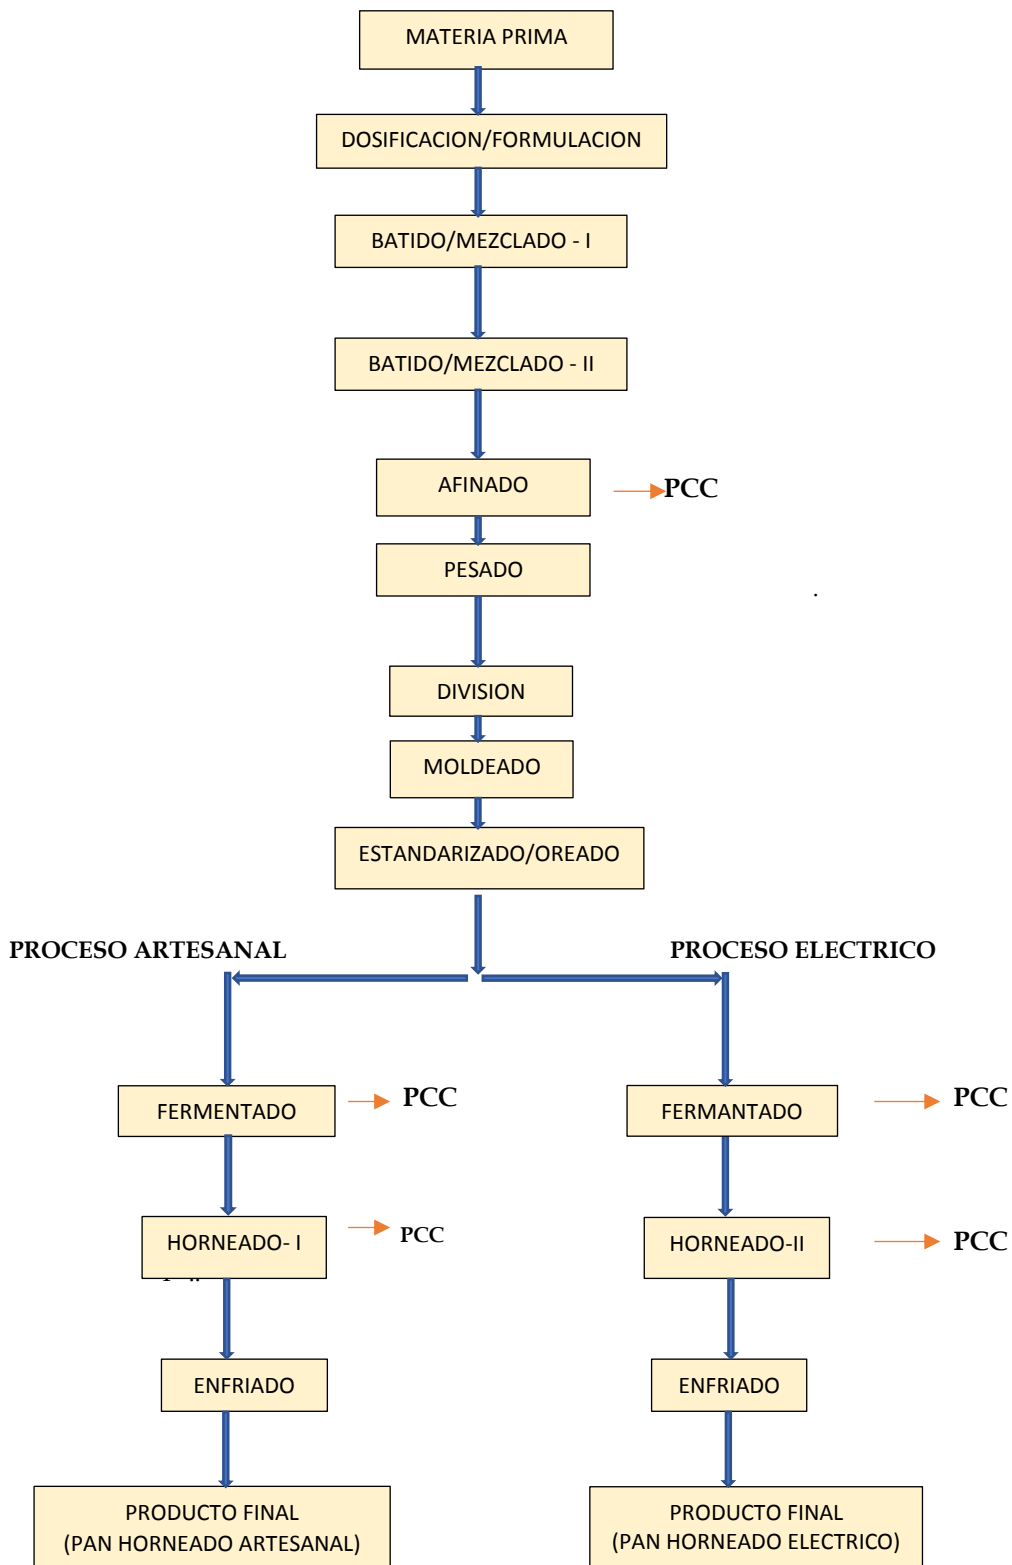 MATERIA PRIMA
DOSIFICACION/FORMULACION
BATIDO/MEZCLADO - I
BATIDO/MEZCLADO - II
AFINADO
PCC
PESADO
.
DIVISION
MOLDEADO
ESTANDARIZADO/OREADO
PROCESO ARTESANAL
PROCESO ELECTRICO
FERMENTADO
PCC
FERMANTADO
PCC
HORNEADO- I
PCC
HORNEADO-II
PCC
ENFRIADO
ENFRIADO
PRODUCTO FINAL
(PAN HORNEADO ARTESANAL)
PRODUCTO FINAL
(PAN HORNEADO ELECTRICO)